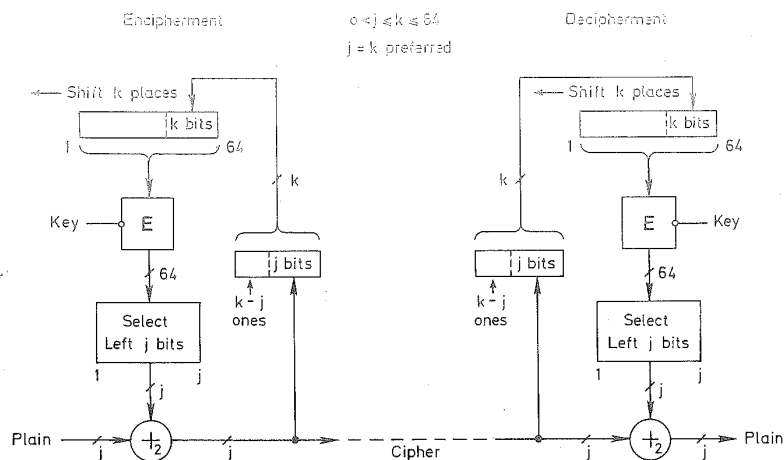 Encipherment
o < j ≤ k ≤ 64
Decipherment
j = k preferred
Shift k places
k bits
1
64
k
Key
E
j bits
64
k - j
ones
Select
Left j bits
1
j
j
Plain
j
+2
j
Cipher
Shift k places
k bits
1
64
k
E
Key
j bits
64
k - j
ones
Select
Left j bits
1
j
j
j
+2
j
Plain